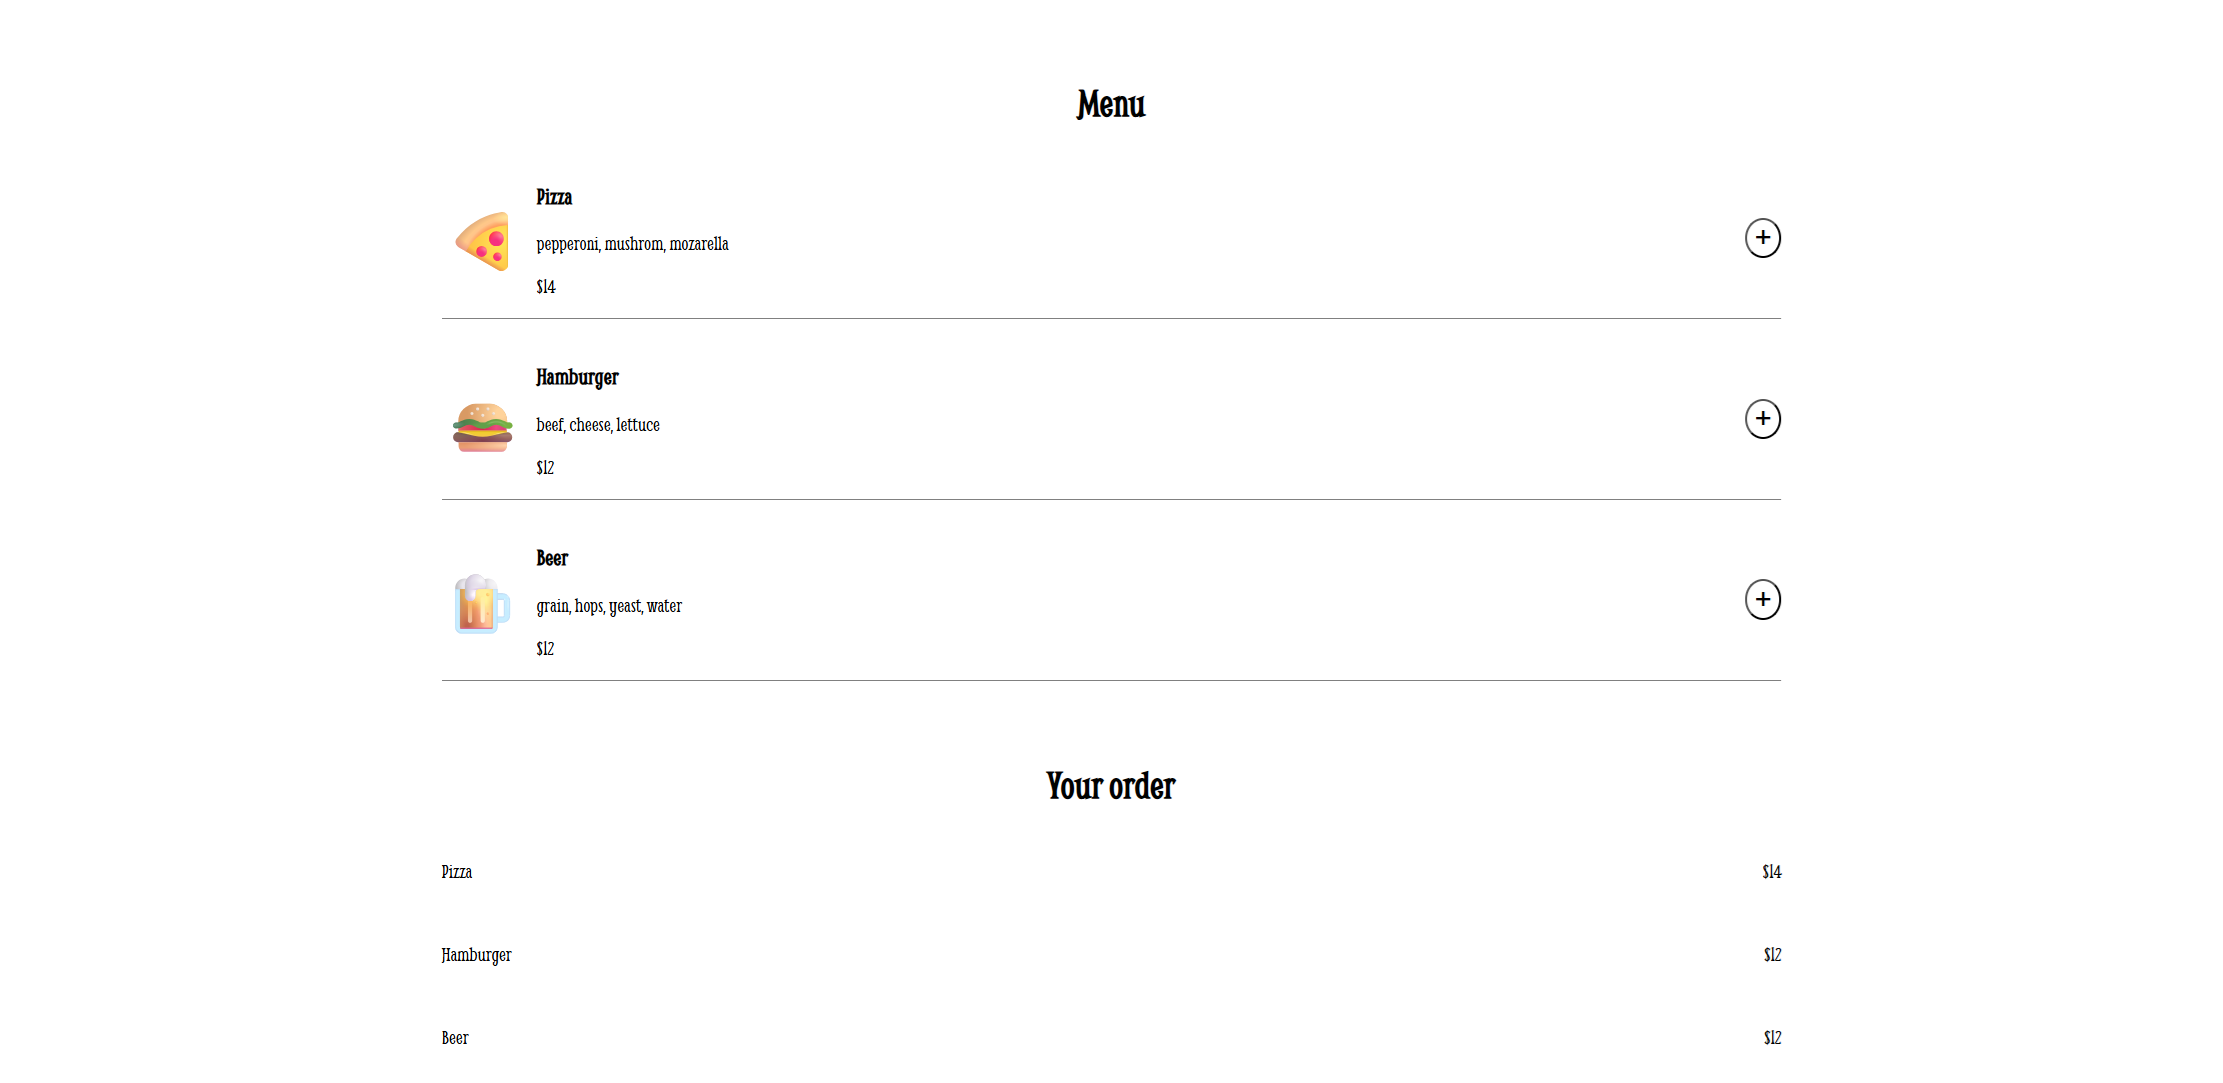 Menu
Pizza
pepperoni, mushrom, mozarella
$14
+
Hamburger
beef, cheese, lettuce
$12
+
Beer
grain, hops, yeast, water
$12
+
Your order
Pizza $14
Hamburger $12
Beer $12